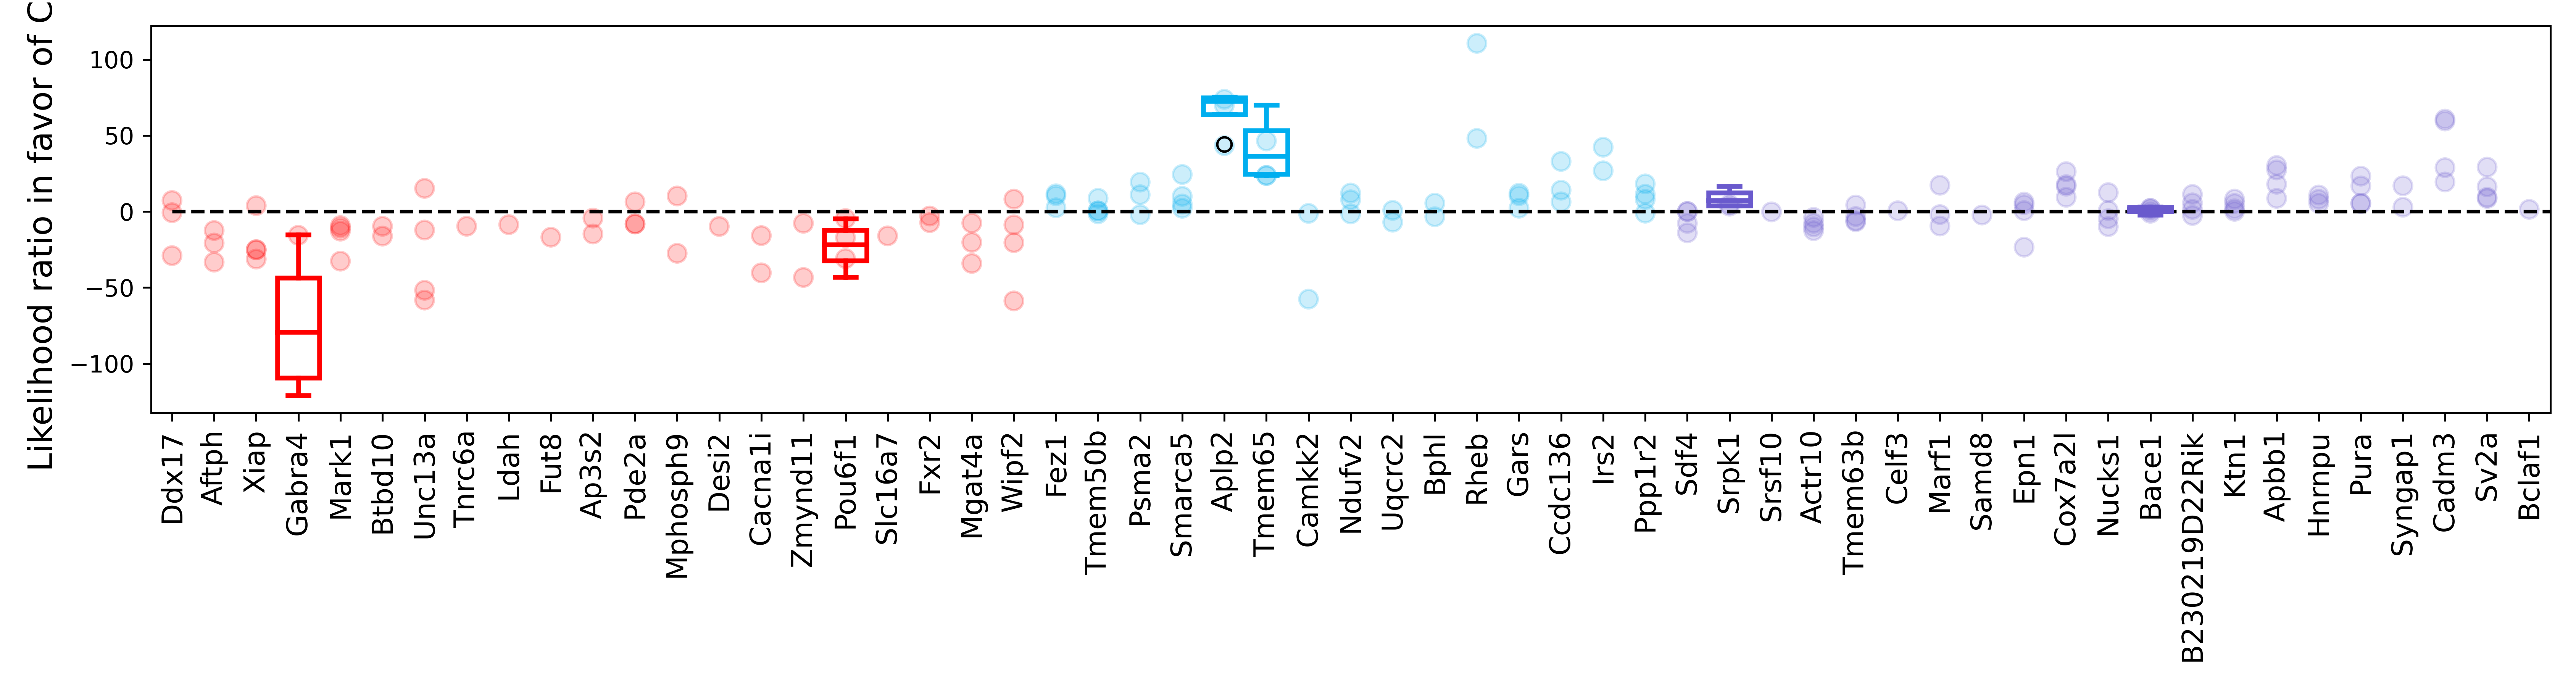 Likelihood ratio in favor of C
100
50
0
−50
−100
Ddx17
Aftph
Xiap
Gabra4
Mark1
Btbd10
Unc13a
Tnrc6a
Ldah
Fut8
Ap3s2
Pde2a
Mphosph9
Desi2
Cacna1i
Zmynd11
Pou6f1
Slc16a7
Fxr2
Mgat4a
Wipf2
Fez1
Tmem50b
Psma2
Smarca5
Aplp2
Tmem65
Camkk2
Ndufv2
Uqcrc2
Bphl
Rheb
Gars
Ccdc136
Irs2
Ppp1r2
Sdf4
Srpk1
Srsf10
Actr10
Tmem63b
Celf3
Marf1
Samd8
Epn1
Cox7a2l
Nucks1
Bace1
B230219D22Rik
Ktn1
Apbb1
Hnrnpu
Pura
Syngap1
Cadm3
Sv2a
Bclaf1